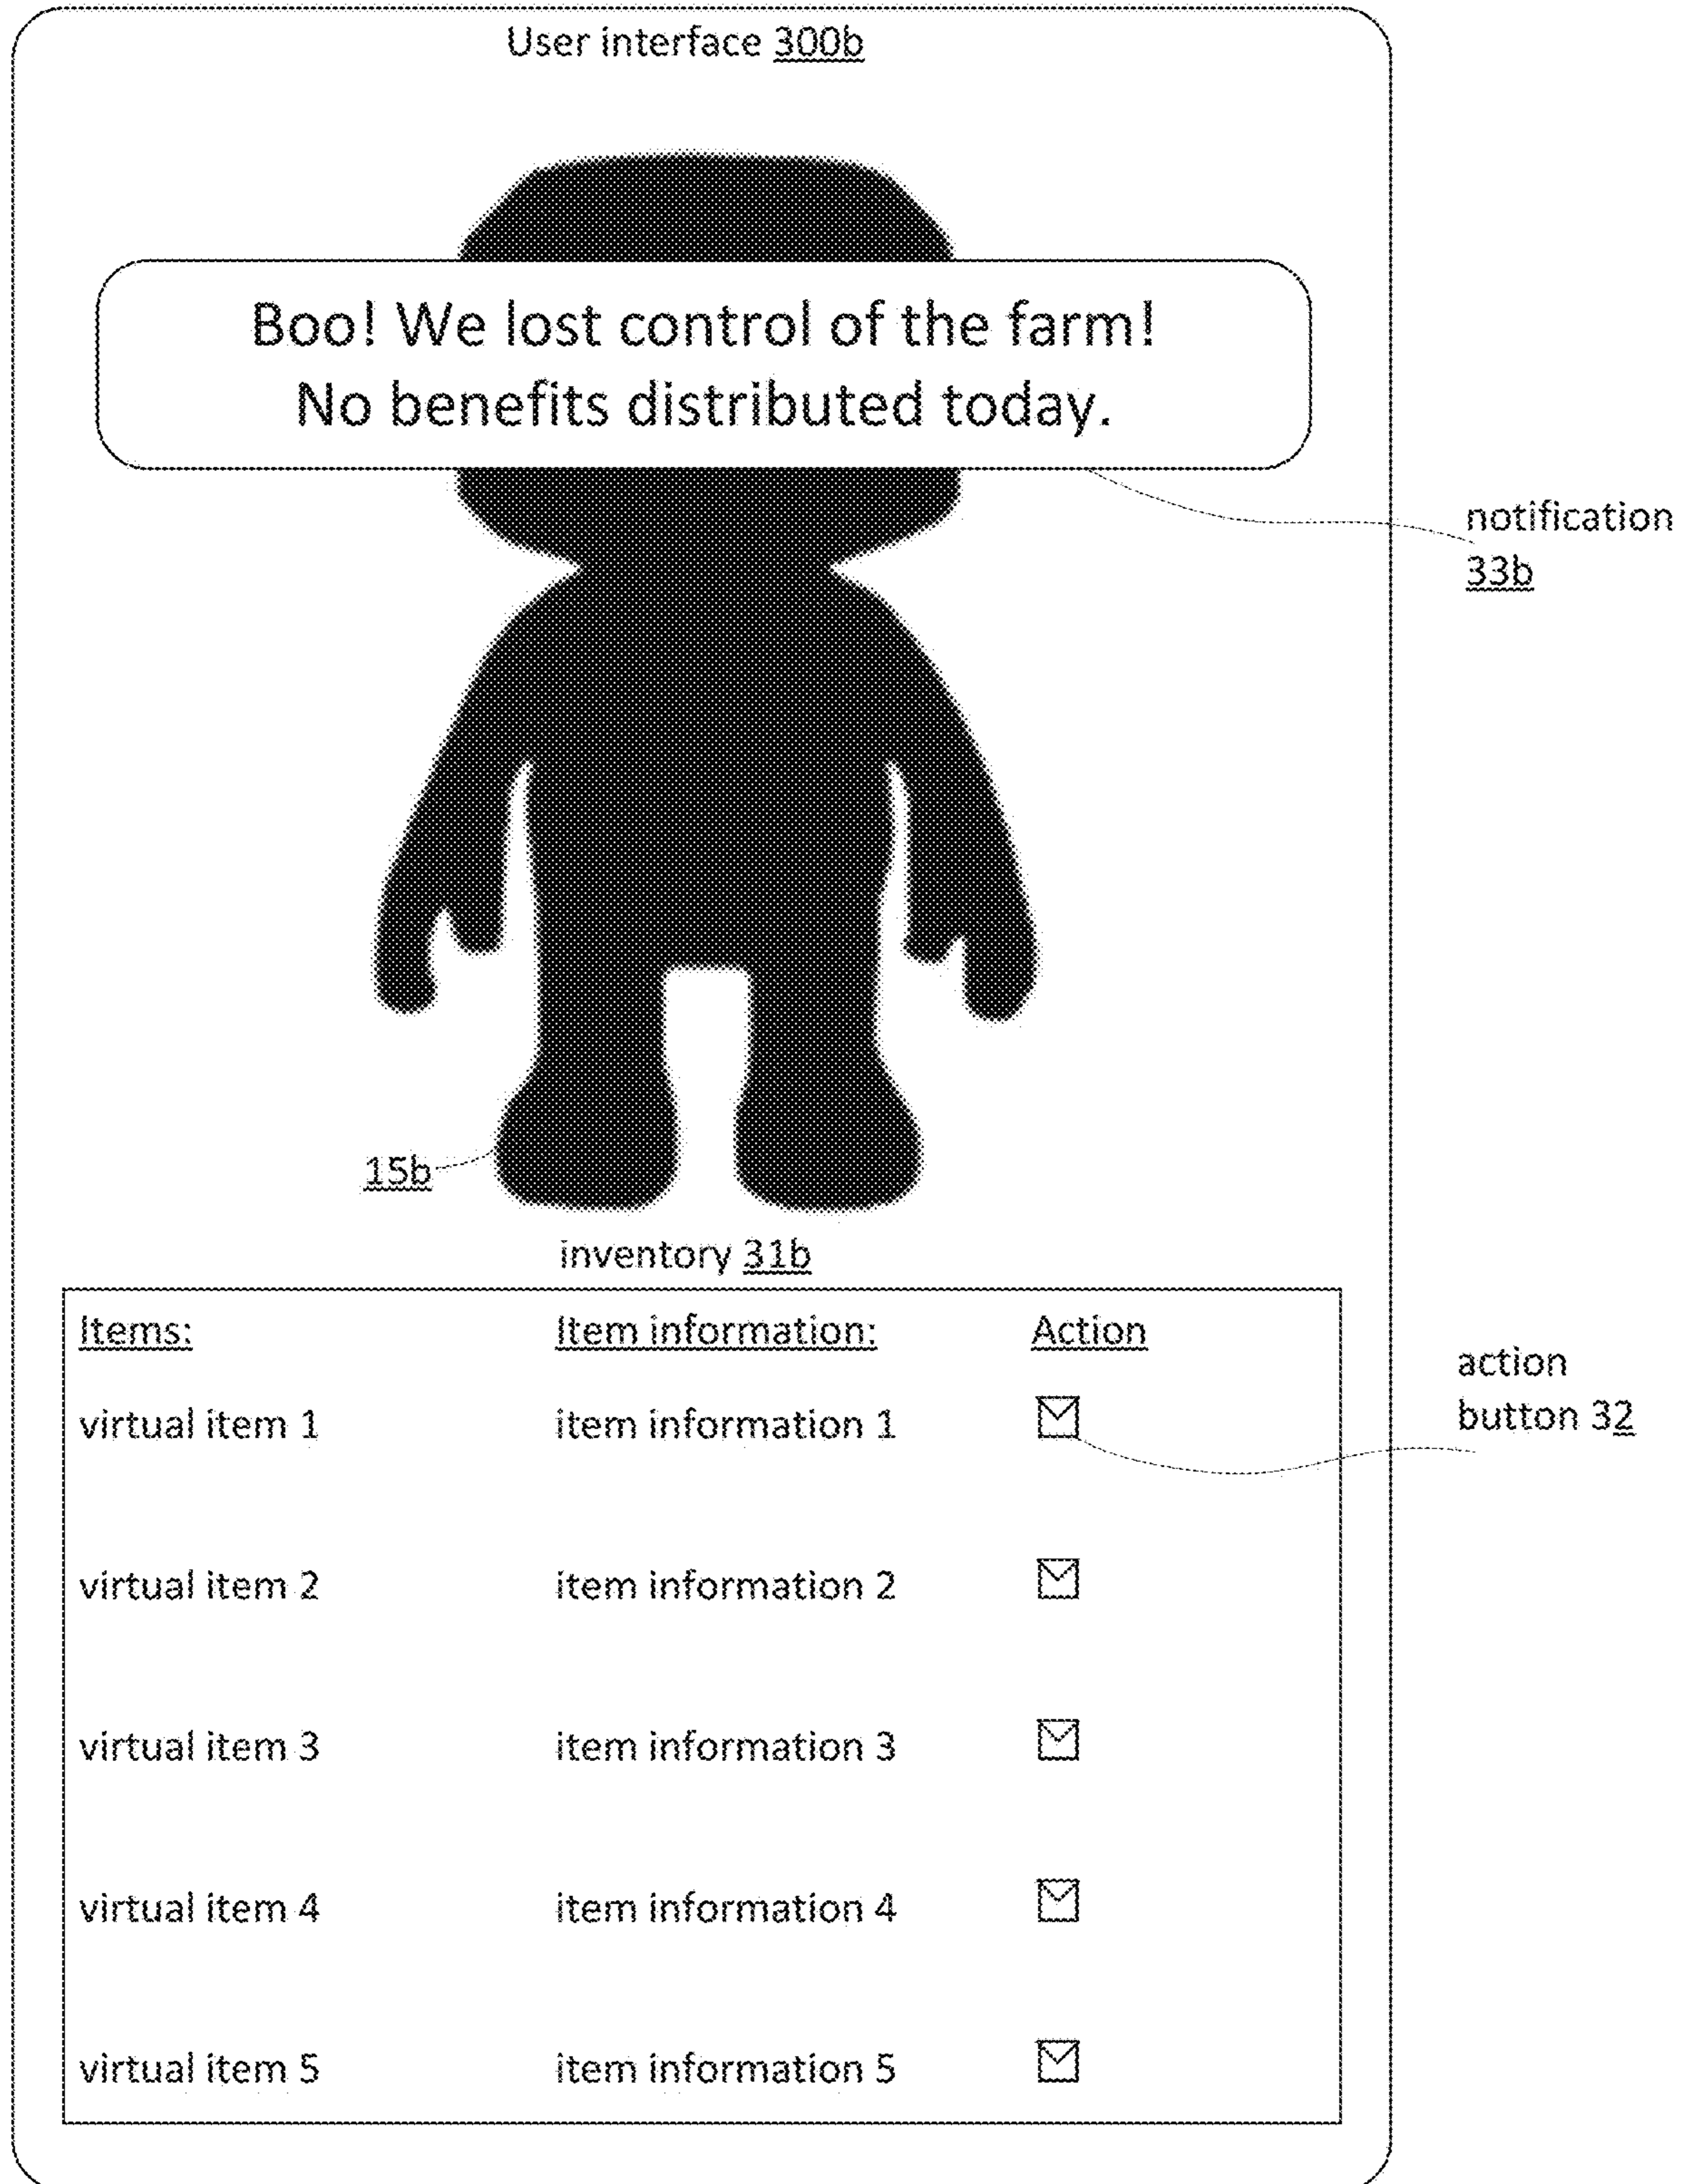 User interface 300b
Boo! We lost control of the farm!
No benefits distributed today.
notification
33b
15b
inventory 31b
Items: Item information: Action
action
button 32
virtual item 1 item information 1
virtual item 2 item information 2
virtual item 3 item information 3
virtual item 4 item information 4
virtual item 5 item information 5